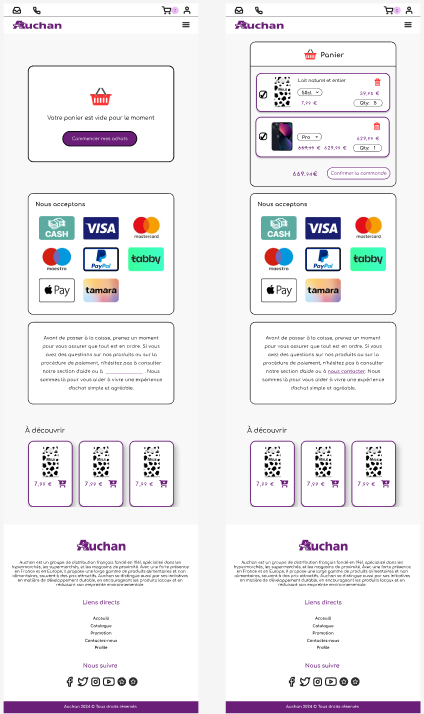 0
Auchan
Votre panier est vide pour le moment
Commencer mes achats
Nous acceptons
CASH
VISA
mastercard
maestro
PayPal
tabby
Apple Pay
tamara
Avant de passer à la caisse, prenez un moment
pour vous assurer que tout est en ordre. Si vous
avez des questions sur nos produits ou sur la
procédure de paiement, n'hésitez pas à consulter
notre section d'aide ou à ______________ . Nous
sommes là pour vous aider à vivre une expérience
d'achat simple et agréable.
À découvrir
7,99 €
7,99 €
7,99 €
Auchan
Auchan est un groupe de distribution français fondé en 1961, spécialisé dans les
hypermarchés, les supermarchés, et les magasins de proximité. Avec une forte présence
en France et en Europe, il propose une large gamme de produits alimentaires et non
alimentaires, souvent à des prix attractifs. Auchan se distingue aussi par ses initiatives
en matière de développement durable, en encourageant les produits locaux et en
réduisant son empreinte environnementale.
Liens directs
Accueil
Catalogue
Promotion
Contactez-nous
Profile
Nous suivre
Auchan 2024 © Tous droits réservés
Auchan
Panier
Lait naturel et entier
50cl
39,95 €
7,99 €
Qty: 5
Pro
629,99 €
629,99 €
Qty: 1
669,94€
Confirmer la commande
Nous acceptons
CASH
VISA
mastercard
maestro
PayPal
tabby
Apple Pay
tamara
Avant de passer à la caisse, prenez un moment
pour vous assurer que tout est en ordre. Si vous
avez des questions sur nos produits ou sur la
procédure de paiement, n'hésitez pas à consulter
notre section d'aide ou à nous contacter. Nous
sommes là pour vous aider à vivre une expérience
d'achat simple et agréable.
À découvrir
7,99 €
7,99 €
7,99 €
Auchan
Auchan est un groupe de distribution français fondé en 1961, spécialisé dans les
hypermarchés, les supermarchés, et les magasins de proximité. Avec une forte présence
en France et en Europe, il propose une large gamme de produits alimentaires et non
alimentaires, souvent à des prix attractifs. Auchan se distingue aussi par ses initiatives
en matière de développement durable, en encourageant les produits locaux et en
réduisant son empreinte environnementale.
Liens directs
Accueil
Catalogue
Promotion
Contactez-nous
Profile
Nous suivre
Auchan 2024 © Tous droits réservés